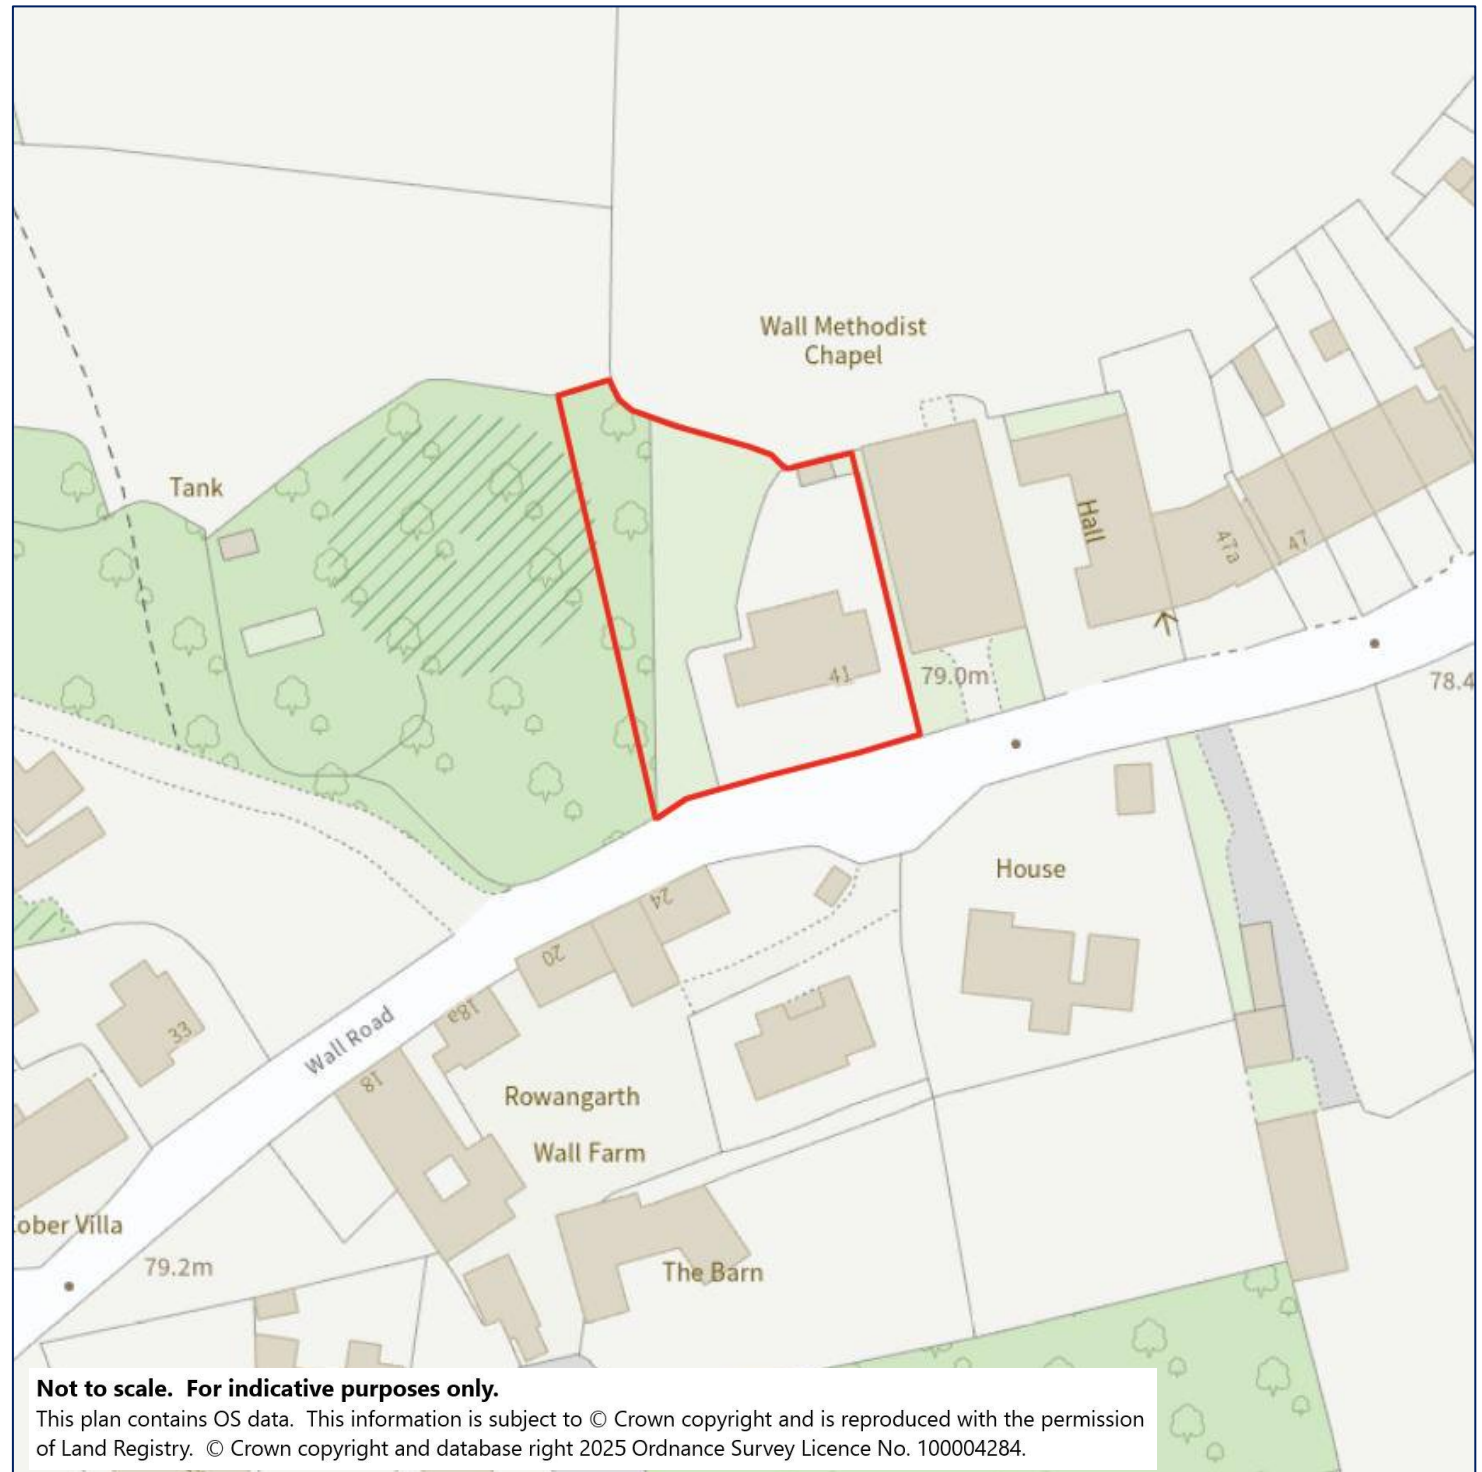 Wall Methodist
Chapel
Tank
Hall
47a
47
41
79.0m
78.4
House
24
20
18a
33
Wall Road
18
Rowangarth
Wall Farm
ober Villa
79.2m
The Barn
Not to scale. For indicative purposes only.
This plan contains OS data. This information is subject to © Crown copyright and is reproduced with the permission
of Land Registry. © Crown copyright and database right 2025 Ordnance Survey Licence No. 100004284.